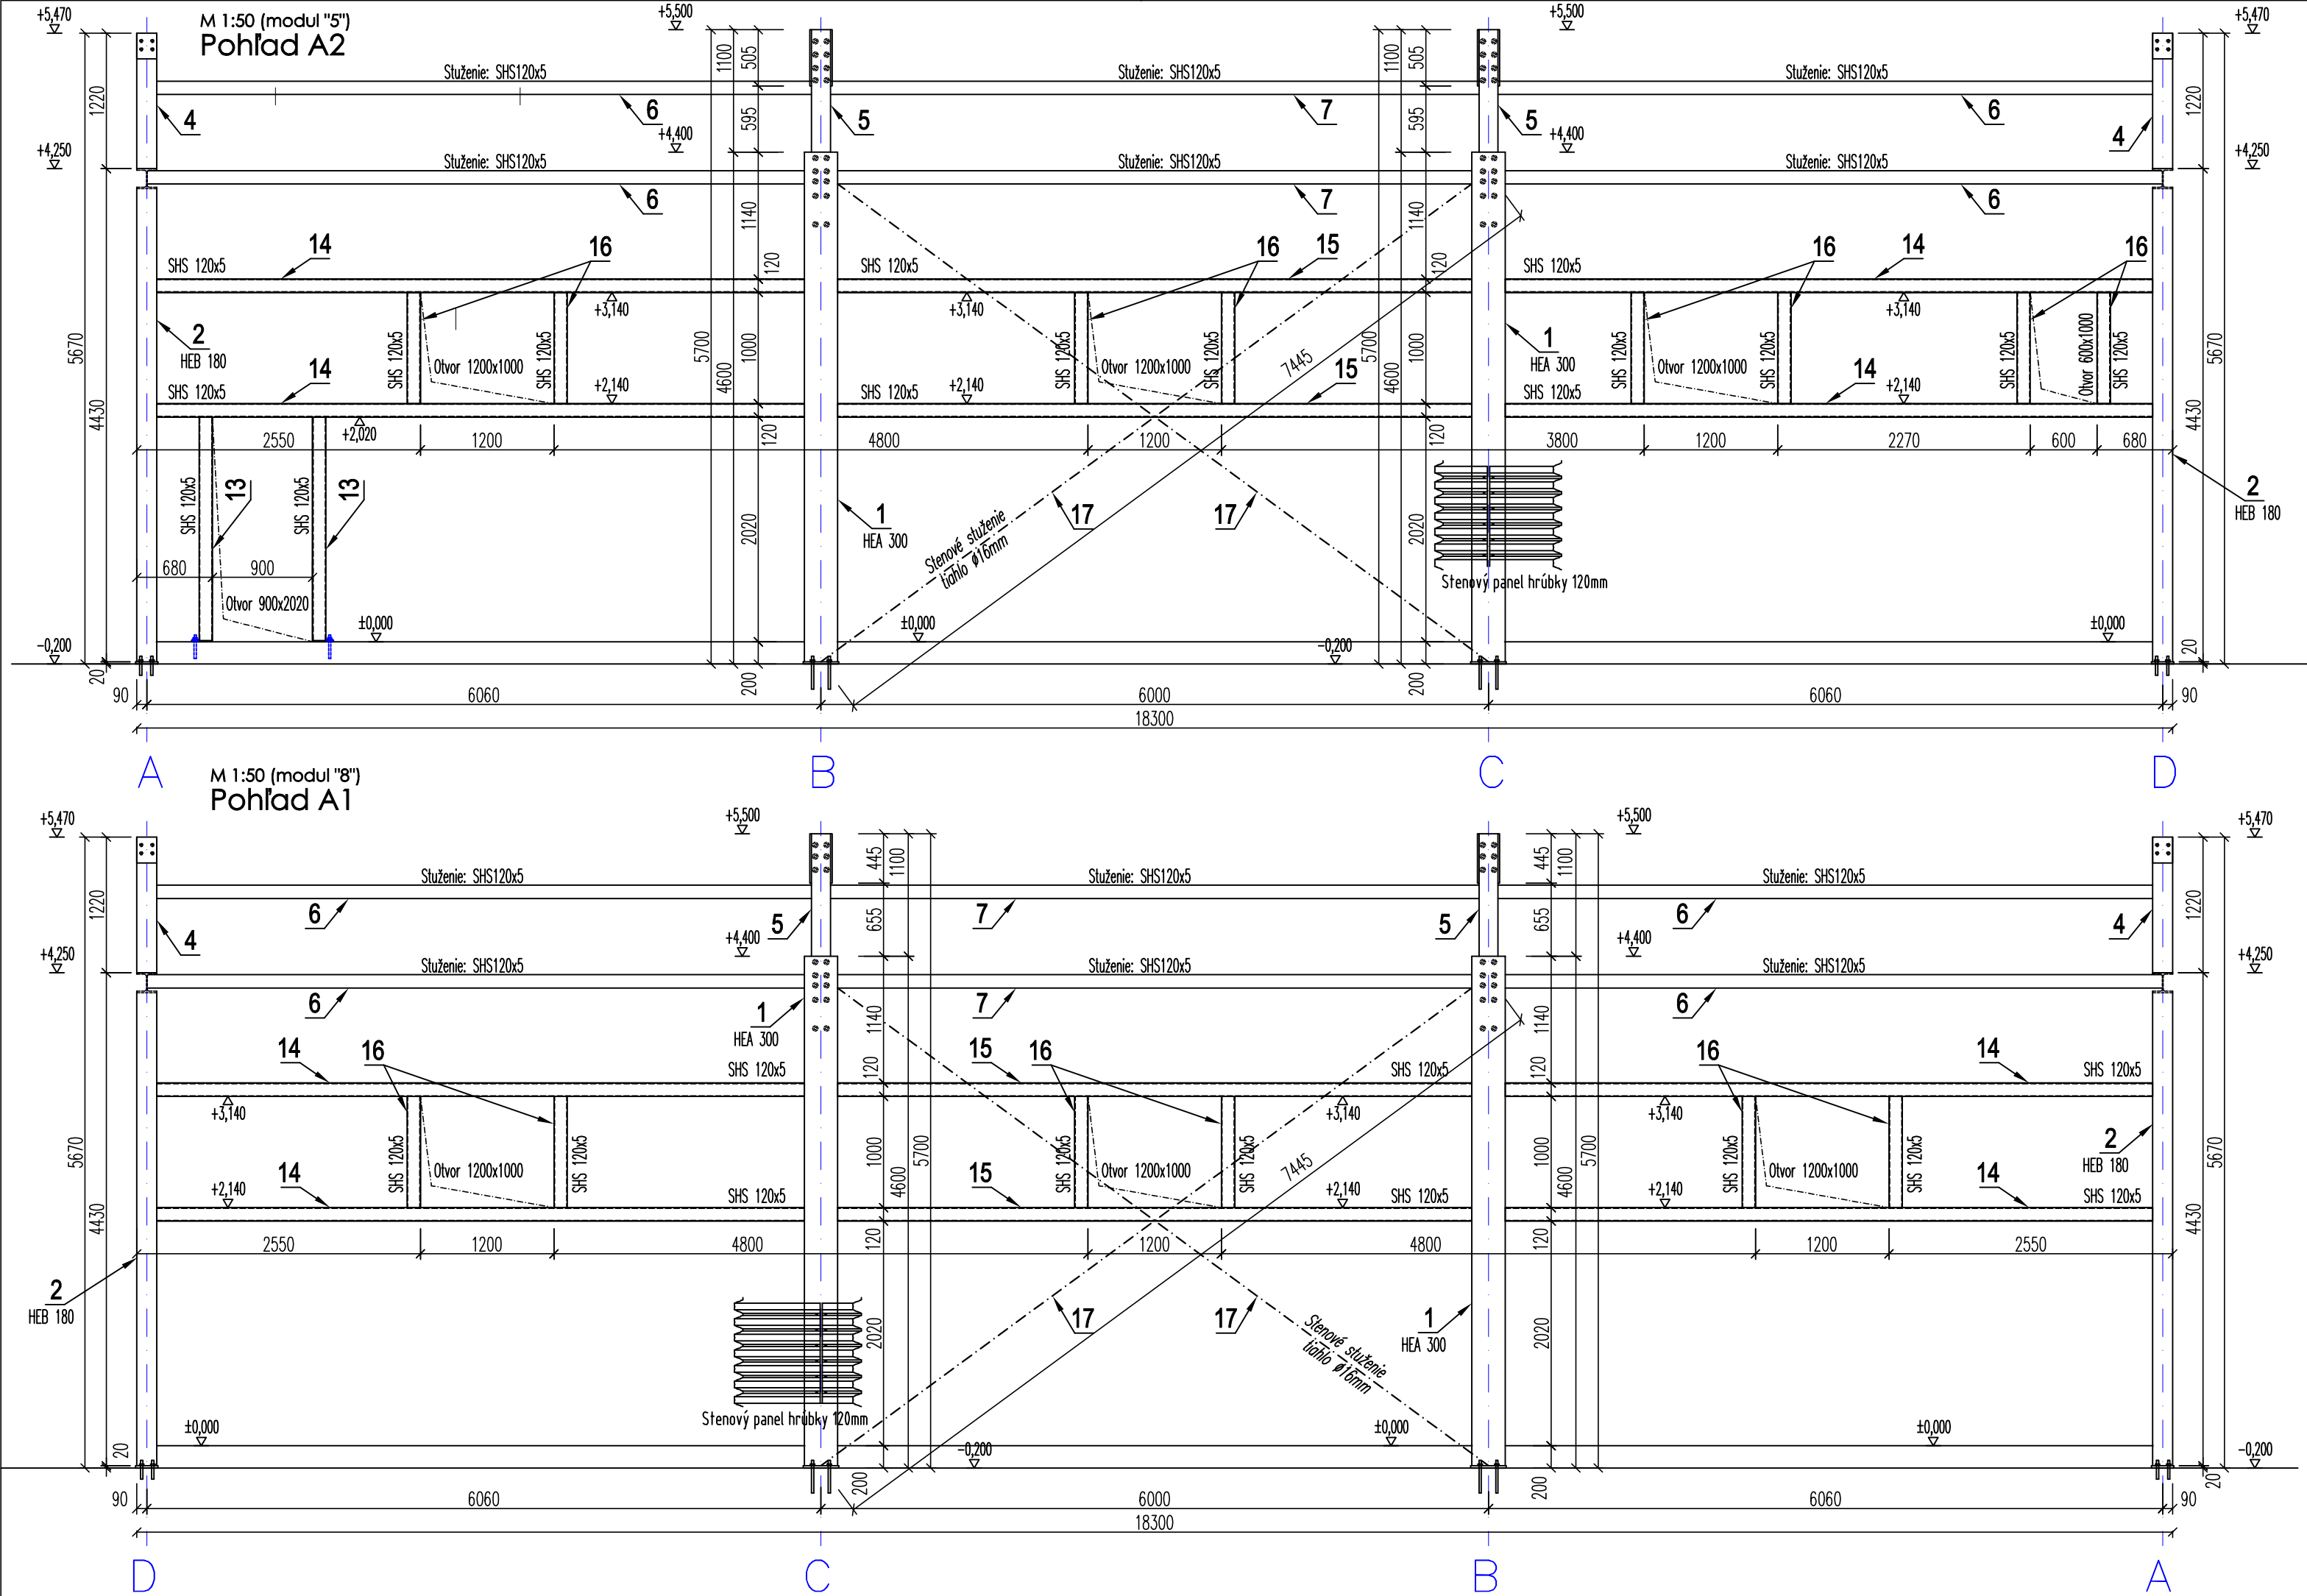 M 1:50 (modul "5")
Pohľad A2
+5,470
+5,500
+5,500
+5,470
Stuženie: SHS120x5
Stuženie: SHS120x5
Stuženie: SHS120x5
1220
1100
505
1100
505
1220
4
6
5
7
5
6
4
595
595
+4,400
+4,400
+4,250
+4,250
Stuženie: SHS120x5
Stuženie: SHS120x5
Stuženie: SHS120x5
6
7
6
1140
1140
14
16
16
15
16
14
16
SHS 120x5
120
SHS 120x5
120
SHS 120x5
+3,140
+3,140
+3,140
2
HEB 180
1
HEA 300
5670
5700
4600
1000
5700
4600
1000
5670
SHS 120x5
Otvor 1200x1000
SHS 120x5
SHS 120x5
Otvor 1200x1000
SHS 120x5
7445
SHS 120x5
Otvor 1200x1000
SHS 120x5
SHS 120x5
Otvor 600x1000
SHS 120x5
14
15
14
SHS 120x5
+2,140
SHS 120x5
+2,140
SHS 120x5
+2,140
4430
4430
+2,020
120
120
2550
1200
4800
1200
3800
1200
2270
600
680
SHS 120x5
13
SHS 120x5
13
2020
1
HEA 300
17
17
2020
2
HEB 180
Stenové stuženie
tiahlo ø16mm
Stenový panel hrúbky 120mm
680
900
Otvor 900x2020
±0,000
±0,000
±0,000
-0,200
-0,200
20
200
200
20
90
6060
6000
6060
90
18300
A
B
C
D
M 1:50 (modul "8")
Pohľad A1
+5,470
+5,500
+5,500
+5,470
445
1100
445
1100
Stuženie: SHS120x5
Stuženie: SHS120x5
Stuženie: SHS120x5
1220
1220
6
5
7
5
6
4
4
655
655
+4,400
+4,400
+4,250
+4,250
Stuženie: SHS120x5
Stuženie: SHS120x5
Stuženie: SHS120x5
6
1
HEA 300
7
6
1140
1140
14
16
15
16
16
14
SHS 120x5
120
SHS 120x5
120
SHS 120x5
+3,140
+3,140
+3,140
5670
1000
4600
5700
1000
4600
5700
5670
2
HEB 180
SHS 120x5
Otvor 1200x1000
SHS 120x5
SHS 120x5
Otvor 1200x1000
SHS 120x5
7445
SHS 120x5
Otvor 1200x1000
SHS 120x5
14
15
14
+2,140
SHS 120x5
+2,140
SHS 120x5
+2,140
SHS 120x5
4430
4430
120
120
2550
1200
4800
1200
4800
1200
2550
2
HEB 180
17
17
1
HEA 300
2020
2020
Stenové stuženie
tiahlo ø16mm
Stenový panel hrúbky 120mm
±0,000
±0,000
±0,000
20
-0,200
-0,200
200
200
20
90
6060
6000
6060
90
18300
D
C
B
A